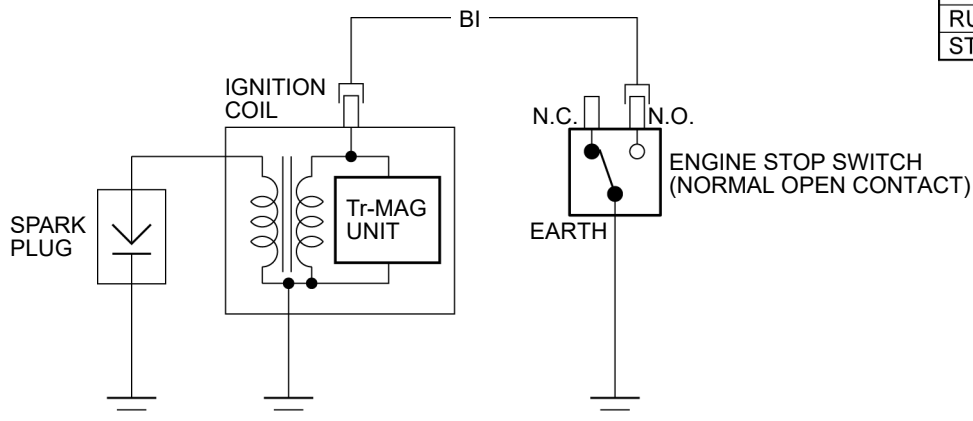 BI
IGNITION
COIL
N.C.
N.O.
ENGINE STOP SWITCH
(NORMAL OPEN CONTACT)
Tr-MAG
UNIT
SPARK
PLUG
EARTH